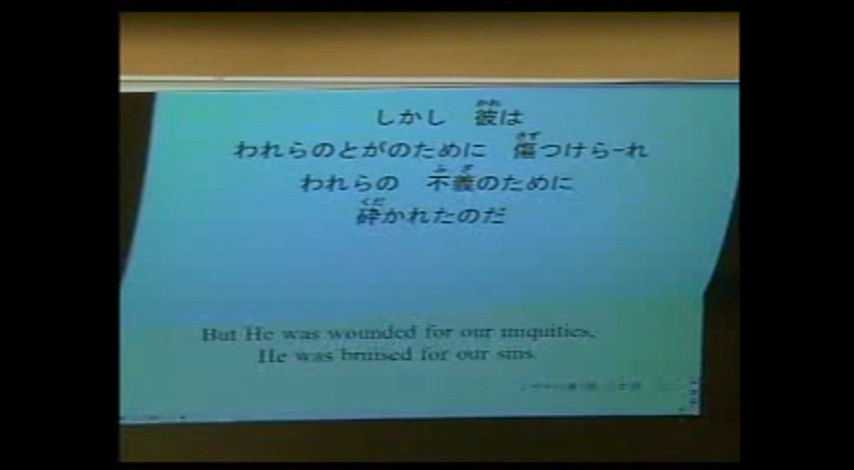 しかし 彼は
われらのとがのために 傷つけらーれ
われらの 不義のために
砕かれたのだ
But He was wounded for our iniquities,
He was bruised for our sins.